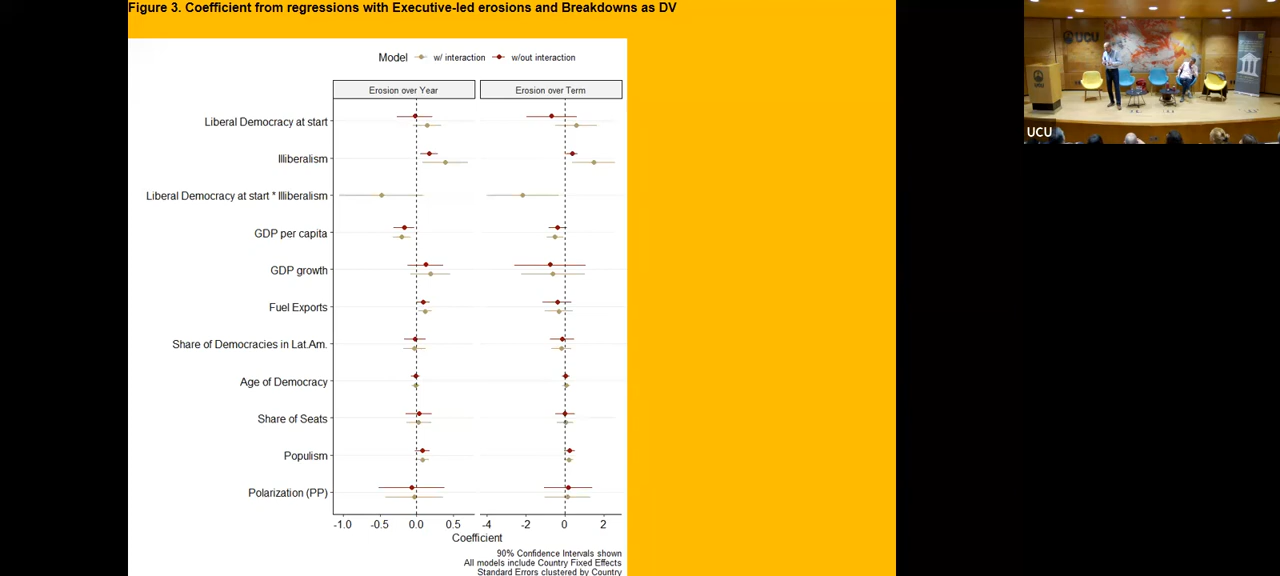 Figure 3. Coefficient from regressions with Executive-led erosions and Breakdowns as DV
Model w/ interaction w/out interaction
Erosion over Year Erosion over Term
Liberal Democracy at start
Illiberalism
Liberal Democracy at start * Illiberalism
GDP per capita
GDP growth
Fuel Exports
Share of Democracies in Lat.Am.
Age of Democracy
Share of Seats
Populism
Polarization (PP)
-1.0 -0.5 0.0 0.5 -4 -2 0 2
Coefficient
90% Confidence Intervals shown
All models include Country Fixed Effects
Standard Errors clustered by Country
UCU
UCU